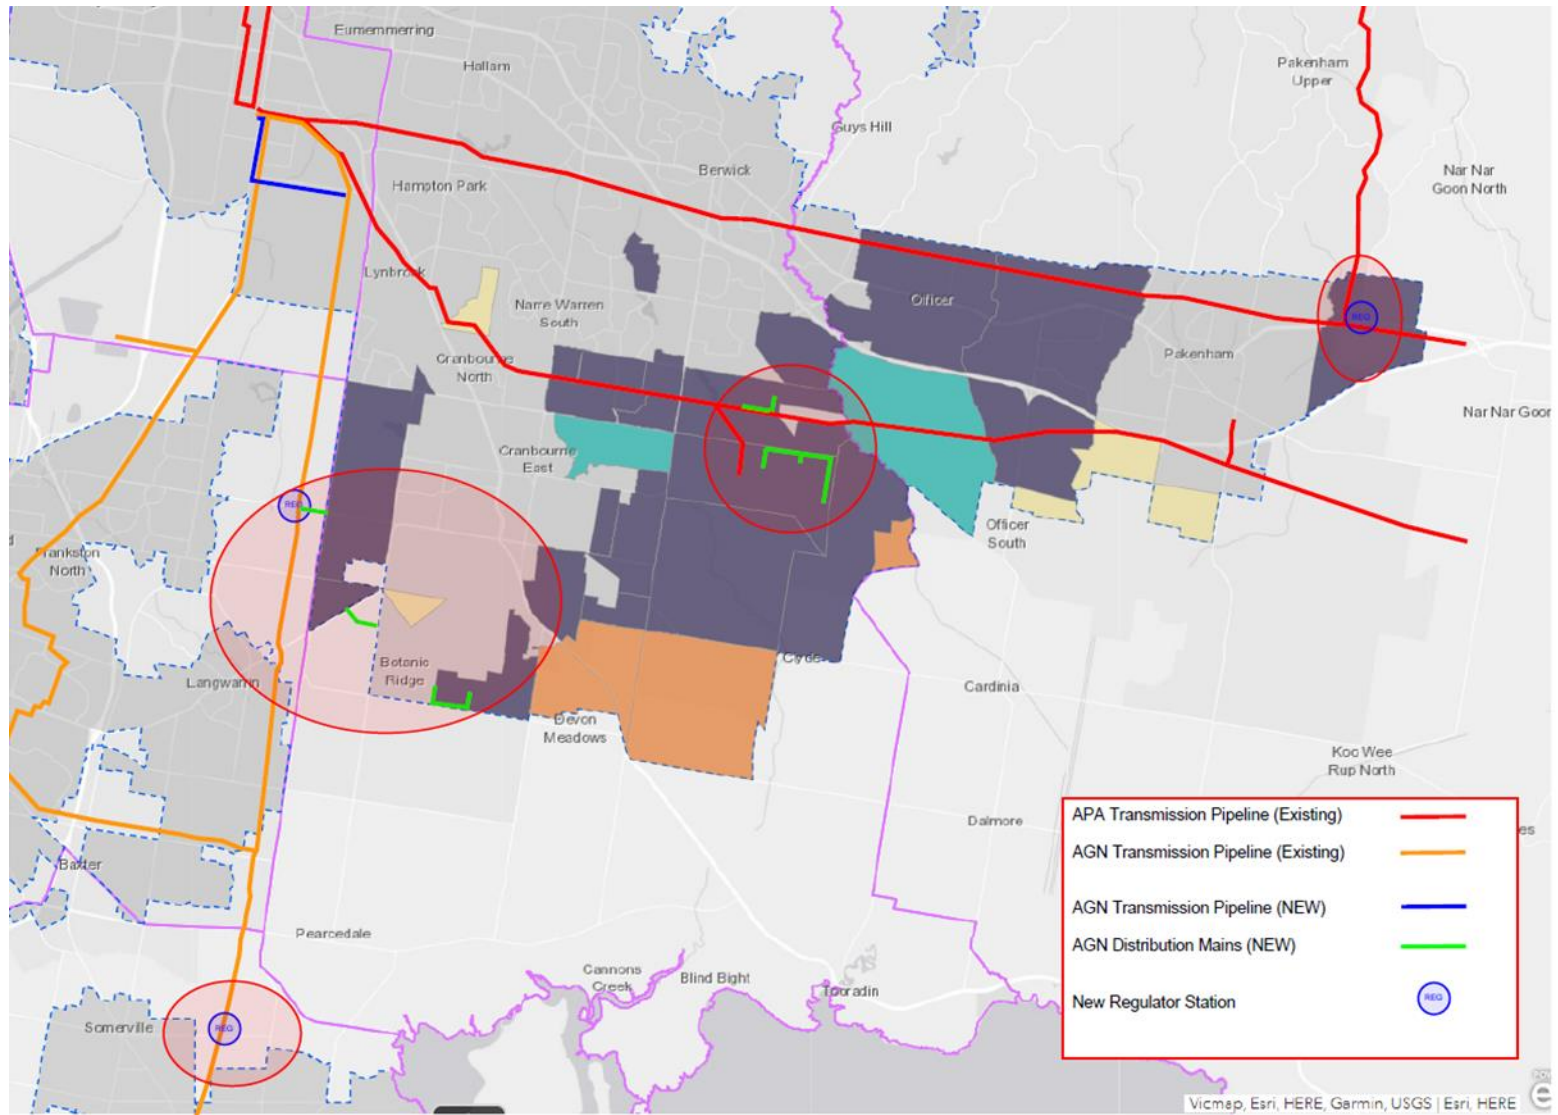 Eumemmerring
Hallam
Pakenham
Upper
Guys Hill
Berwick
Nar Nar
Goon North
Hampton Park
Lynbrook
Officer
Narre Warren
South
REG
Pakenham
Cranbourne
North
Nar Nar Goon
Cranbourne
East
REG
Officer
South
Frankston
North
Botanic
Ridge
Clyde
Langwarrin
Cardinia
Devon
Meadows
Koo Wee
Rup North
Dalmore
Baxter
Pearcedale
Cannons
Creek
Blind Bight
Tooradin
Somerville
REG
APA Transmission Pipeline (Existing)
AGN Transmission Pipeline (Existing)
AGN Transmission Pipeline (NEW)
AGN Distribution Mains (NEW)
New Regulator Station
REG
Vicmap, Esri, HERE, Garmin, USGS | Esri, HERE